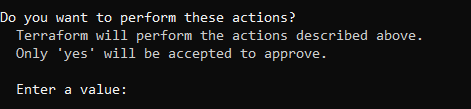 Do you want to perform these actions?
Terraform will perform the actions described above.
Only 'yes' will be accepted to approve.
Enter a value: